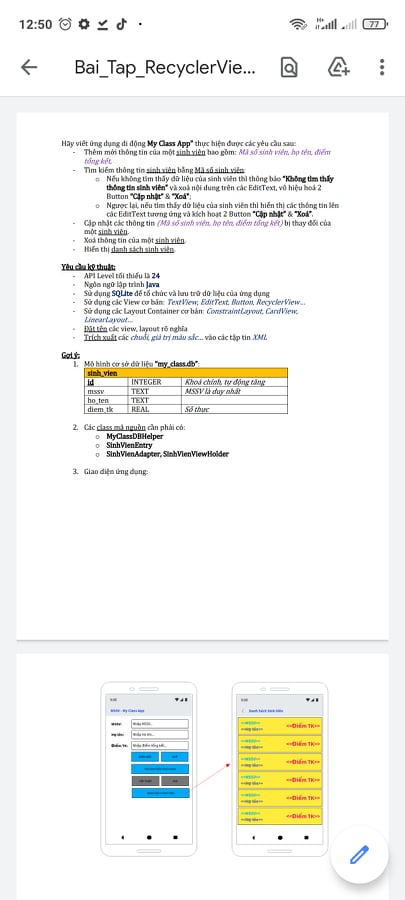 12:50
77
Bai_Tap_RecyclerVie...
Hãy viết ứng dụng di động My Class App" thực hiện được các yêu cầu sau:
- Thêm mới thông tin của một sinh viên bao gồm: Mã số sinh viên, họ tên, điểm
tổng kết.
- Tìm kiếm thông tin sinh viên bằng Mã số sinh viên:
o Nếu không tìm thấy dữ liệu của sinh viên thì thông báo "Không tìm thấy
thông tin sinh viên" và xoá nội dung trên các EditText, vô hiệu hoá 2
Button "Cập nhật" & "Xoá";
o Ngược lại, nếu tìm thấy dữ liệu của sinh viên thì hiển thị các thông tin lên
các EditText tương ứng và kích hoạt 2 Button "Cập nhật" & "Xoá".
- Cập nhật các thông tin (Mã số sinh viên, họ tên, điểm tổng kết) bị thay đổi của
một sinh viên.
- Xoá thông tin của một sinh viên.
- Hiển thị danh sách sinh viên.
Yêu cầu kỹ thuật:
- API Level tối thiểu là 24
- Ngôn ngữ lập trình Java
- Sử dụng SQLite để tổ chức và lưu trữ dữ liệu của ứng dụng
- Sử dụng các View cơ bản: TextView, EditText, Button, RecyclerView...
- Sử dụng các Layout Container cơ bản: ConstraintLayout, CardView,
LinearLayout...
- Đặt tên các view, layout rõ nghĩa
- Trích xuất các chuỗi, giá trị màu sắc... vào các tập tin XML
Gợi ý:
1. Mô hình cơ sở dữ liệu "my_class.db":
sinh_vien
id INTEGER Khoá chính, tự động tăng
mssv TEXT MSSV là duy nhất
ho_ten TEXT
diem_tk REAL Số thực
2. Các class mã nguồn cần phải có:
o MyClassDBHelper
o SinhVienEntry
o SinhVienAdapter, SinhVienViewHolder
3. Giao diện ứng dụng:
MSSV - My Class App
MSSV:
Nhập MSSV...
Họ tên:
Nhập Họ tên...
Điểm TK:
Nhập điểm tổng kết...
Danh Sách Sinh Viên
<<MSSV>>
<<Họ tên>>
<<Điểm TK>>
<<MSSV>>
<<Họ tên>>
<<Điểm TK>>
<<MSSV>>
<<Họ tên>>
<<Điểm TK>>
<<MSSV>>
<<Họ tên>>
<<Điểm TK>>
<<MSSV>>
<<Họ tên>>
<<Điểm TK>>
<<MSSV>>
<<Họ tên>>
<<Điểm TK>>